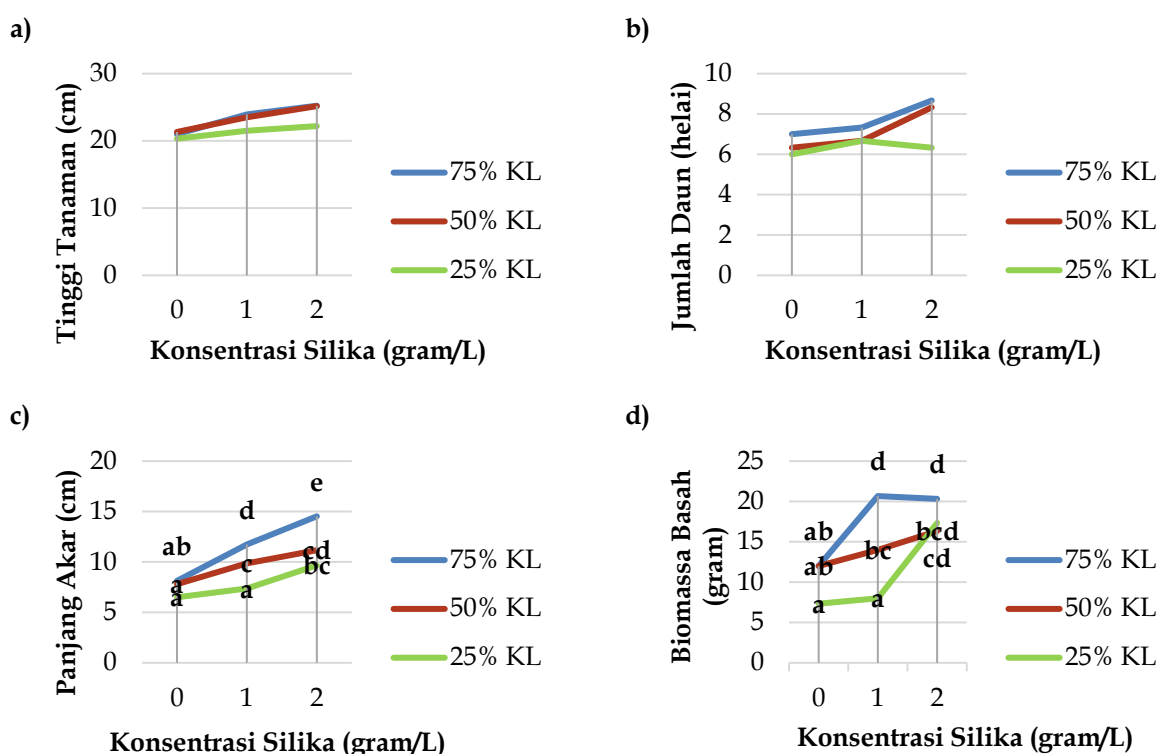 a)
Tinggi Tanaman (cm)
30
20
10
0
0 1 2
Konsentrasi Silika (gram/L)
75% KL
50% KL
25% KL
b)
Jumlah Daun (helai)
10
8
6
4
2
0
0 1 2
Konsentrasi Silika (gram/L)
75% KL
50% KL
25% KL
c)
Panjang Akar (cm)
20
15
10
5
0
ab d e
a c cd
a a bc
0 1 2
Konsentrasi Silika (gram/L)
75% KL
50% KL
25% KL
d)
Biomassa Basah
(gram)
25
20
15
10
5
0
ab d d
ab bc bcd
a a cd
0 1 2
Konsentrasi Silika (gram/L)
75% KL
50% KL
25% KL